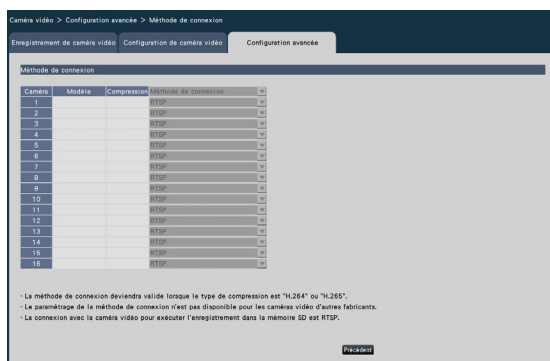 Caméra vidéo > Configuration avancée > Méthode de connexion
Enregistrement de caméra vidéo Configuration de caméra vidéo Configuration avancée
Méthode de connexion
Caméra Modèle Compression Méthode de connexion
1 RTSP
2 RTSP
3 RTSP
4 RTSP
5 RTSP
6 RTSP
7 RTSP
8 RTSP
9 RTSP
10 RTSP
11 RTSP
12 RTSP
13 RTSP
14 RTSP
15 RTSP
16 RTSP
· La méthode de connexion deviendra valide lorsque le type de compression est "H.264" ou "H.265".
· Le paramétrage de la méthode de connexion n'est pas disponible pour les caméras vidéo d'autres fabricants.
· La connexion avec la caméra vidéo pour exécuter l'enregistrement dans la mémoire SD est RTSP.
Précédent